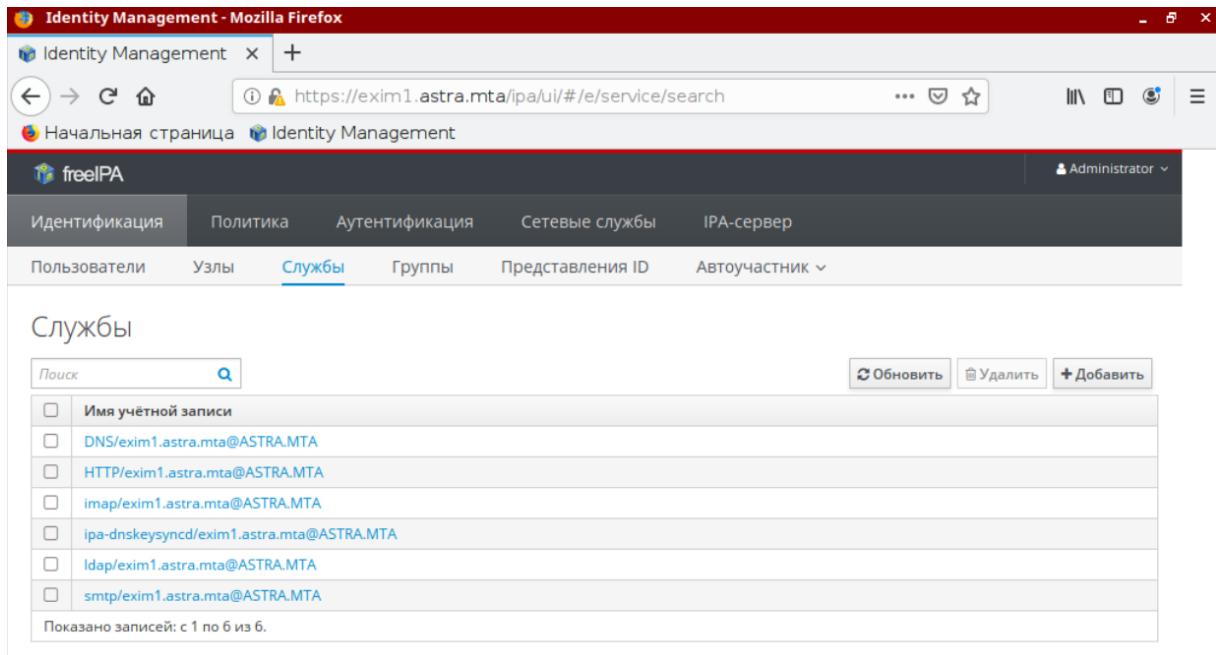 Identity Management - Mozilla Firefox
Identity Management
https://exim1.astra.mta/ipa/ui/#/e/service/search
Начальная страница Identity Management
freeIPA Administrator
Идентификация Политика Аутентификация Сетевые службы IPA-сервер
Пользователи Узлы Службы Группы Представления ID Автоучастник
Службы
Поиск Обновить Удалить Добавить
Имя учётной записи
DNS/exim1.astra.mta@ASTRA.MTA
HTTP/exim1.astra.mta@ASTRA.MTA
imap/exim1.astra.mta@ASTRA.MTA
ipa-dnskeysyncd/exim1.astra.mta@ASTRA.MTA
ldap/exim1.astra.mta@ASTRA.MTA
smtp/exim1.astra.mta@ASTRA.MTA
Показано записей: с 1 по 6 из 6.